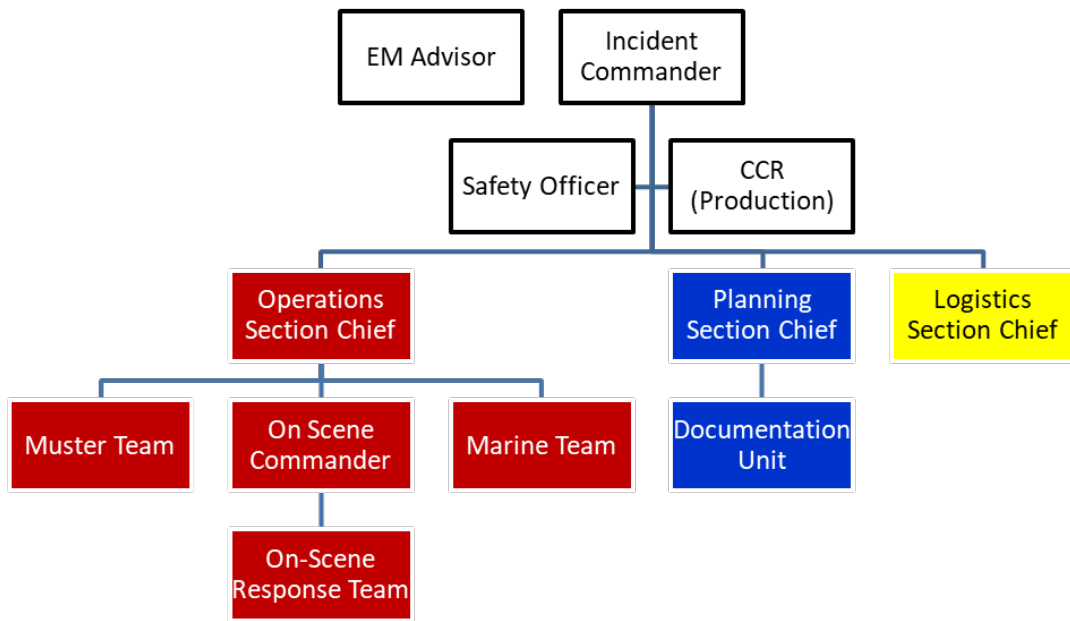 EM Advisor
Incident
Commander
Safety Officer
CCR
(Production)
Operations
Section Chief
Planning
Section Chief
Logistics
Section Chief
Muster Team
On Scene
Commander
Marine Team
Documentation
Unit
On-Scene
Response Team